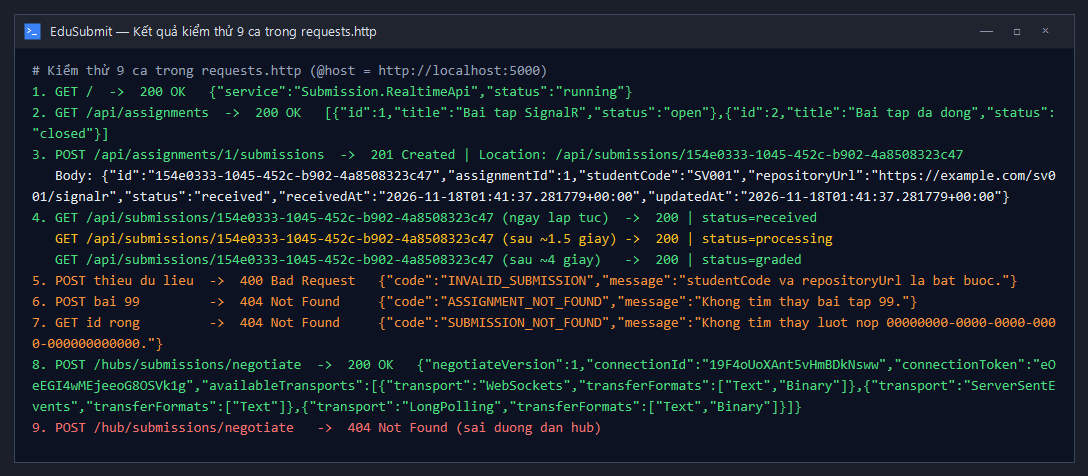 EduSubmit — Kết quả kiểm thử 9 ca trong requests.http
# Kiểm thử 9 ca trong requests.http (@host = http://localhost:5000)
1. GET /  ->  200 OK   {"service":"Submission.RealtimeApi","status":"running"}
2. GET /api/assignments  ->  200 OK   [{"id":1,"title":"Bai tap SignalR","status":"open"},{"id":2,"title":"Bai tap da dong","status":
"closed"}]
3. POST /api/assignments/1/submissions  ->  201 Created | Location: /api/submissions/154e0333-1045-452c-b902-4a8508323c47
Body: {"id":"154e0333-1045-452c-b902-4a8508323c47","assignmentId":1,"studentCode":"SV001","repositoryUrl":"https://example.com/sv0
01/signalr","status":"received","receivedAt":"2026-11-18T01:41:37.281779+00:00","updatedAt":"2026-11-18T01:41:37.281779+00:00"}
4. GET /api/submissions/154e0333-1045-452c-b902-4a8508323c47 (ngay lap tuc)  ->  200 | status=received
GET /api/submissions/154e0333-1045-452c-b902-4a8508323c47 (sau ~1.5 giay) ->  200 | status=processing
GET /api/submissions/154e0333-1045-452c-b902-4a8508323c47 (sau ~4 giay)   ->  200 | status=graded
5. POST thieu du lieu  ->  400 Bad Request   {"code":"INVALID_SUBMISSION","message":"studentCode va repositoryUrl la bat buoc."}
6. POST bai 99         ->  404 Not Found     {"code":"ASSIGNMENT_NOT_FOUND","message":"Khong tim thay bai tap 99."}
7. GET id rong         ->  404 Not Found     {"code":"SUBMISSION_NOT_FOUND","message":"Khong tim thay luot nop 00000000-0000-0000-000
0-000000000000."}
8. POST /hubs/submissions/negotiate  ->  200 OK   {"negotiateVersion":1,"connectionId":"19F4oUoXAnt5vHmBDkNsww","connectionToken":"eO
eEGI4wMEjeeoG8OSVk1g","availableTransports":[{"transport":"WebSockets","transferFormats":["Text","Binary"]},{"transport":"ServerSentE
vents","transferFormats":["Text"]},{"transport":"LongPolling","transferFormats":["Text","Binary"]}]}
9. POST /hub/submissions/negotiate   ->  404 Not Found (sai duong dan hub)